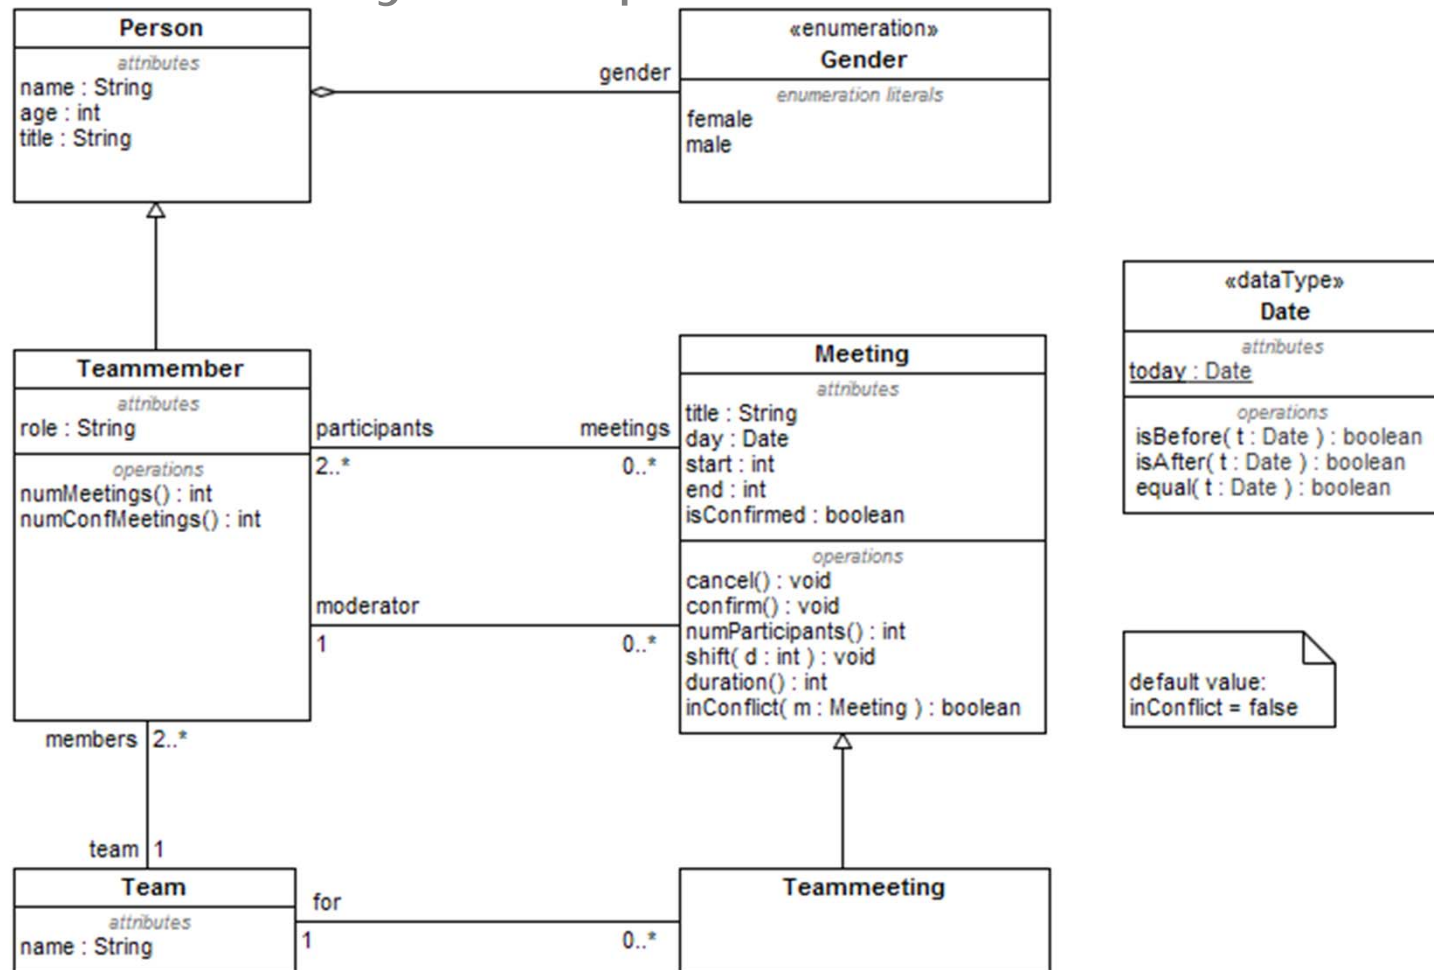 Person
attributes
name : String
age : int
title : String
gender
«enumeration»
Gender
enumeration literals
female
male
«dataType»
Date
attributes
today : Date
operations
isBefore( t : Date ) : boolean
isAfter( t : Date ) : boolean
equal( t : Date ) : boolean
Teammember
attributes
role : String
operations
numMeetings() : int
numConfMeetings() : int
participants
2..*
meetings
0..*
moderator
1
0..*
Meeting
attributes
title : String
day : Date
start : int
end : int
isConfirmed : boolean
operations
cancel() : void
confirm() : void
numParticipants() : int
shift( d : int ) : void
duration() : int
inConflict( m : Meeting ) : boolean
default value:
inConflict = false
members 2..*
team 1
Team
attributes
name : String
for
1
0..*
Teammeeting